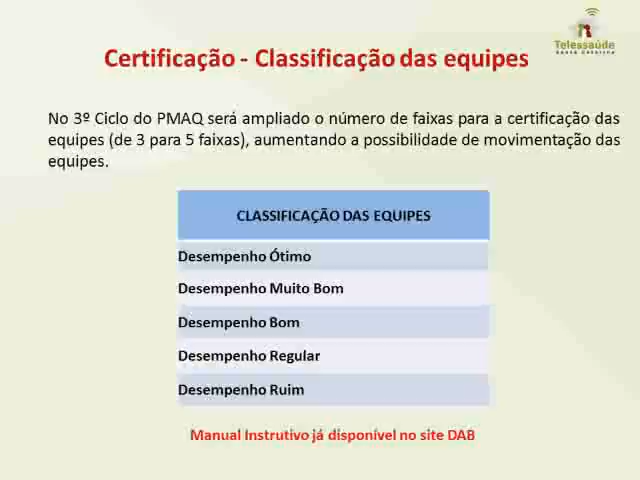 Telessaúde
Santa Catarina
Certificação - Classificação das equipes
No 3º Ciclo do PMAQ será ampliado o número de faixas para a certificação das
equipes (de 3 para 5 faixas), aumentando a possibilidade de movimentação das
equipes.
CLASSIFICAÇÃO DAS EQUIPES
Desempenho Ótimo
Desempenho Muito Bom
Desempenho Bom
Desempenho Regular
Desempenho Ruim
Manual Instrutivo já disponível no site DAB